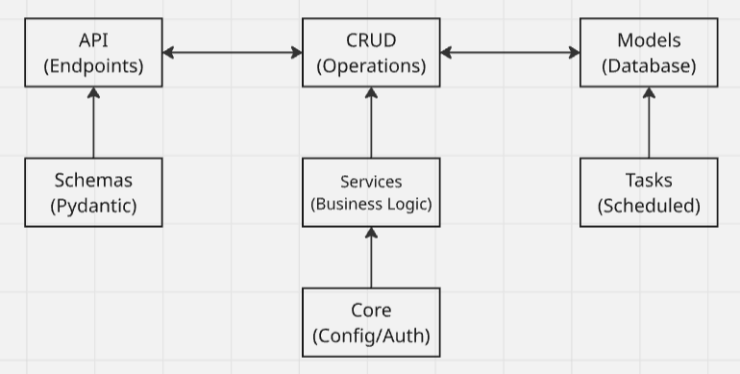 API
(Endpoints)
CRUD
(Operations)
Models
(Database)
Schemas
(Pydantic)
Services
(Business Logic)
Tasks
(Scheduled)
Core
(Config/Auth)